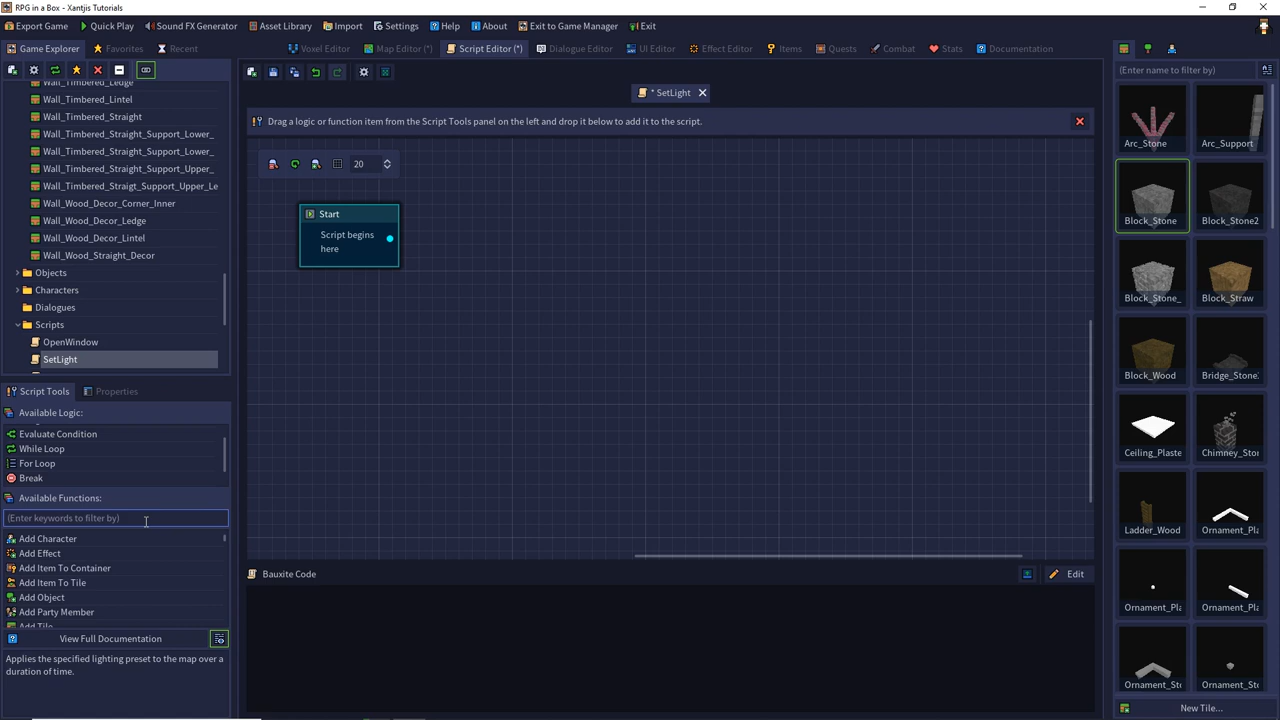 RPG in a Box - Xantjis Tutorials
Export Game Quick Play Sound FX Generator Asset Library Import Settings Help About Exit to Game Manager Exit
Game Explorer Favorites Recent
Voxel Editor Map Editor (*) Script Editor (*) Dialogue Editor UI Editor Effect Editor Items Quests Combat Stats Documentation
Wall_Timbered_Ledge
Wall_Timbered_Lintel
Wall_Timbered_Straight
Wall_Timbered_Straight_Support_Lower_
Wall_Timbered_Straight_Support_Lower_
Wall_Timbered_Straight_Support_Upper_
Wall_Timbered_Straigt_Support_Upper_Le
Wall_Wood_Decor_Corner_Inner
Wall_Wood_Decor_Ledge
Wall_Wood_Decor_Lintel
Wall_Wood_Straight_Decor
Objects
Characters
Dialogues
Scripts
OpenWindow
SetLight
Script Tools Properties
Available Logic:
Evaluate Condition
While Loop
For Loop
Break
Available Functions:
(Enter keywords to filter by)
Add Character
Add Effect
Add Item To Container
Add Item To Tile
Add Object
Add Party Member
Add Tile
View Full Documentation
Applies the specified lighting preset to the map over a
duration of time.
* SetLight
Drag a logic or function item from the Script Tools panel on the left and drop it below to add it to the script.
20
Start
Script begins
here
Bauxite Code
Edit
(Enter name to filter by)
Arc_Stone Arc_Support
Block_Stone Block_Stone2
Block_Stone_ Block_Straw
Block_Wood Bridge_Stone
Ceiling_Plaste Chimney_Stor
Ladder_Wood Ornament_Pla
Ornament_Pla Ornament_Pla
Ornament_Sto Ornament_Sto
New Tile...